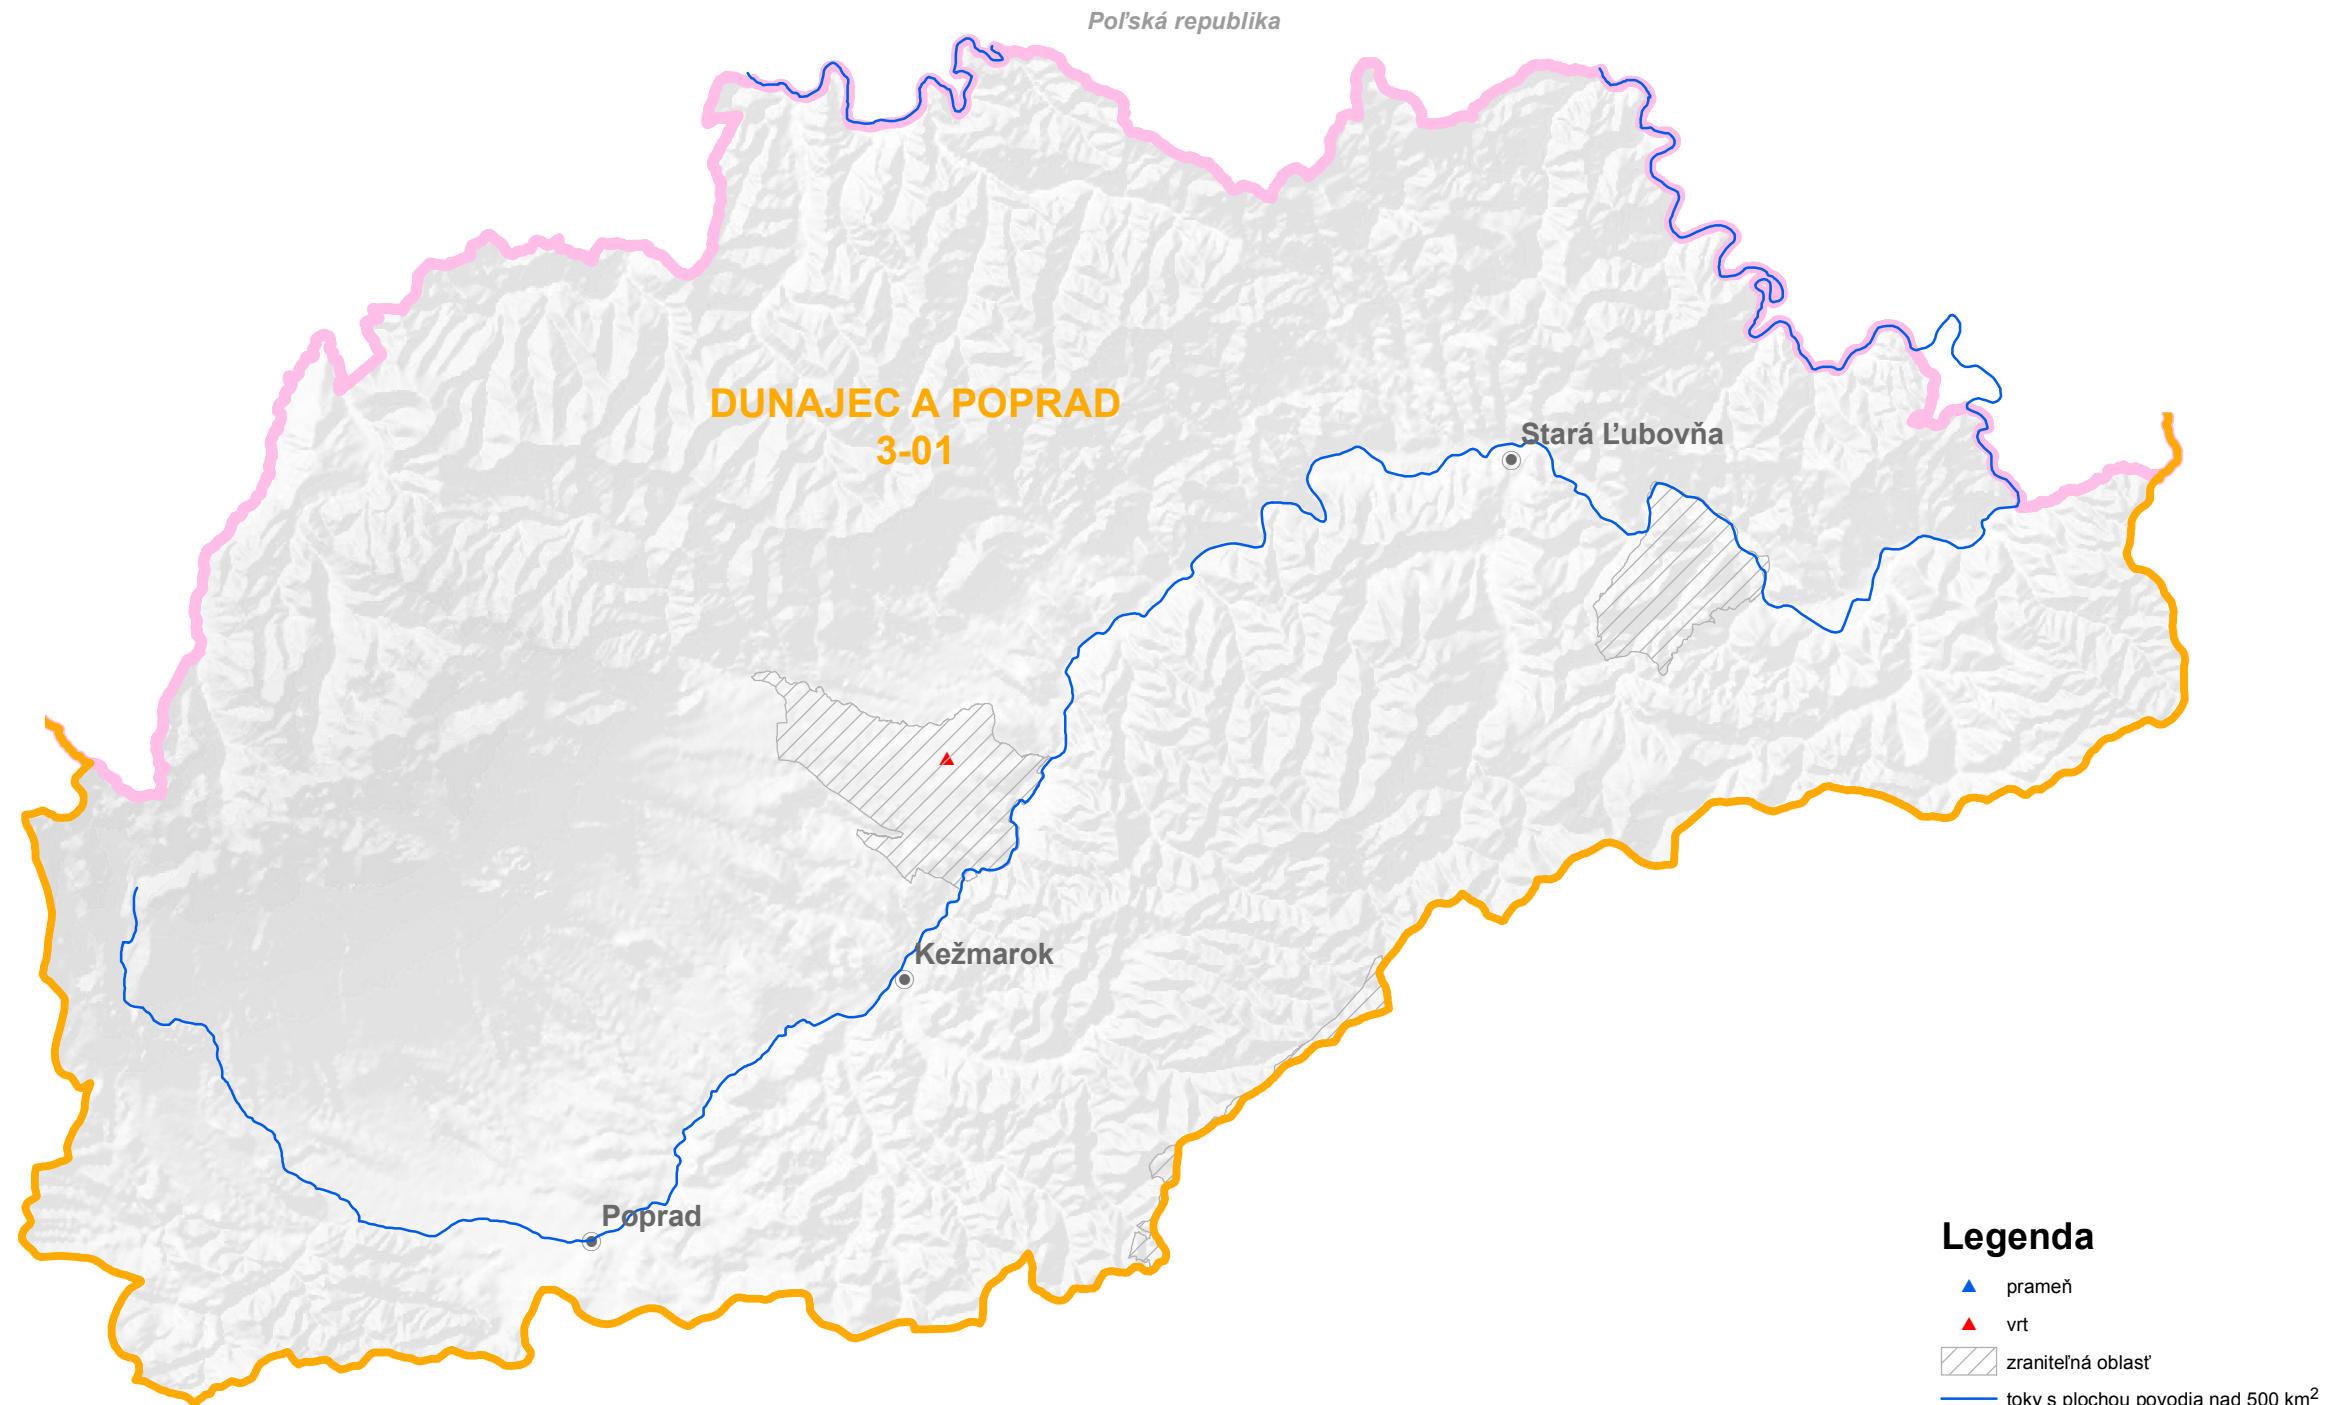 Poľská republika
DUNAJEC A POPRAD
3-01
Stará Ľubovňa
Kežmarok
Poprad
Legenda
prameň
vrt
zraniteľná oblasť
toky s plochou povodia nad 500 km²